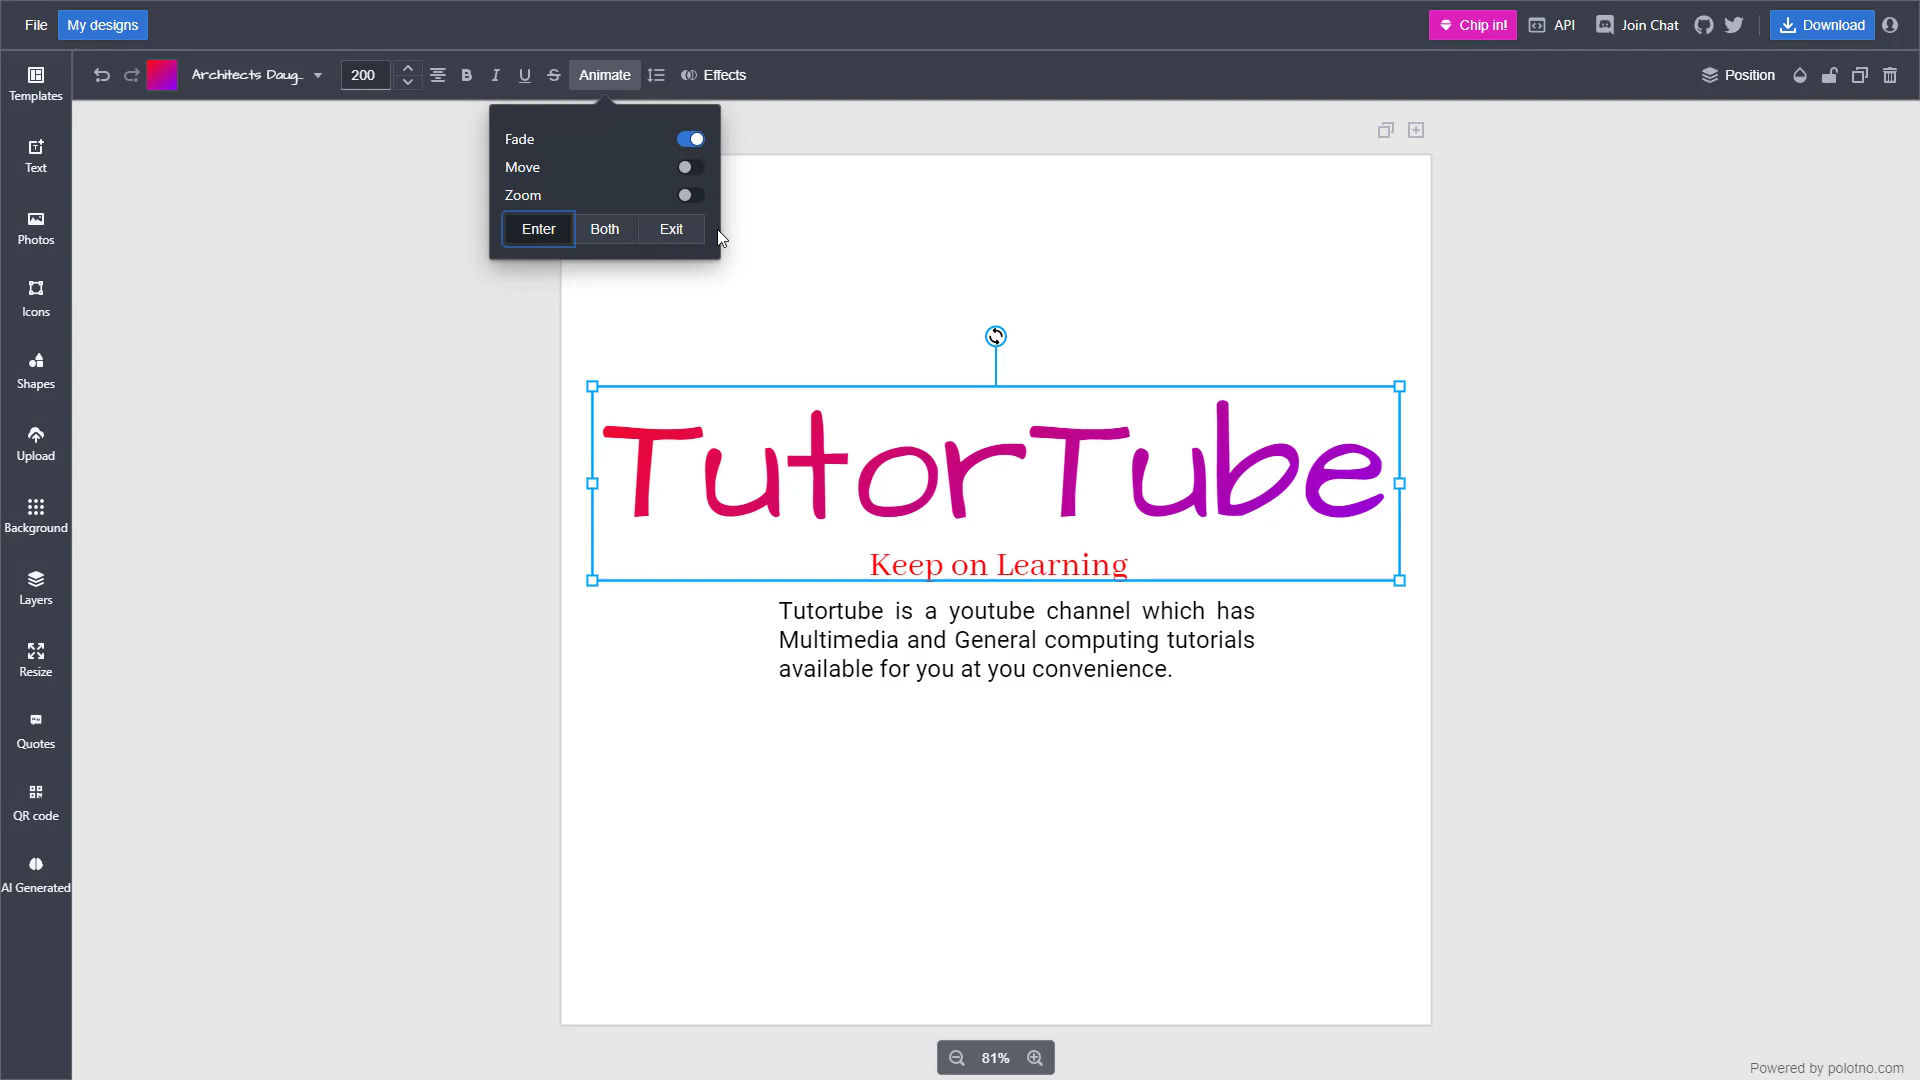 File My designs Chip in! API Join Chat Download
Architects Daug... 200 Animate Effects Position
Templates
Text
Photos
Icons
Shapes
Upload
Background
Layers
Resize
Quotes
QR code
AI Generated
Fade
Move
Zoom
Enter Both Exit
TutorTube
Keep on Learning
Tutortube is a youtube channel which has
Multimedia and General computing tutorials
available for you at you convenience.
81%
Powered by polotno.com